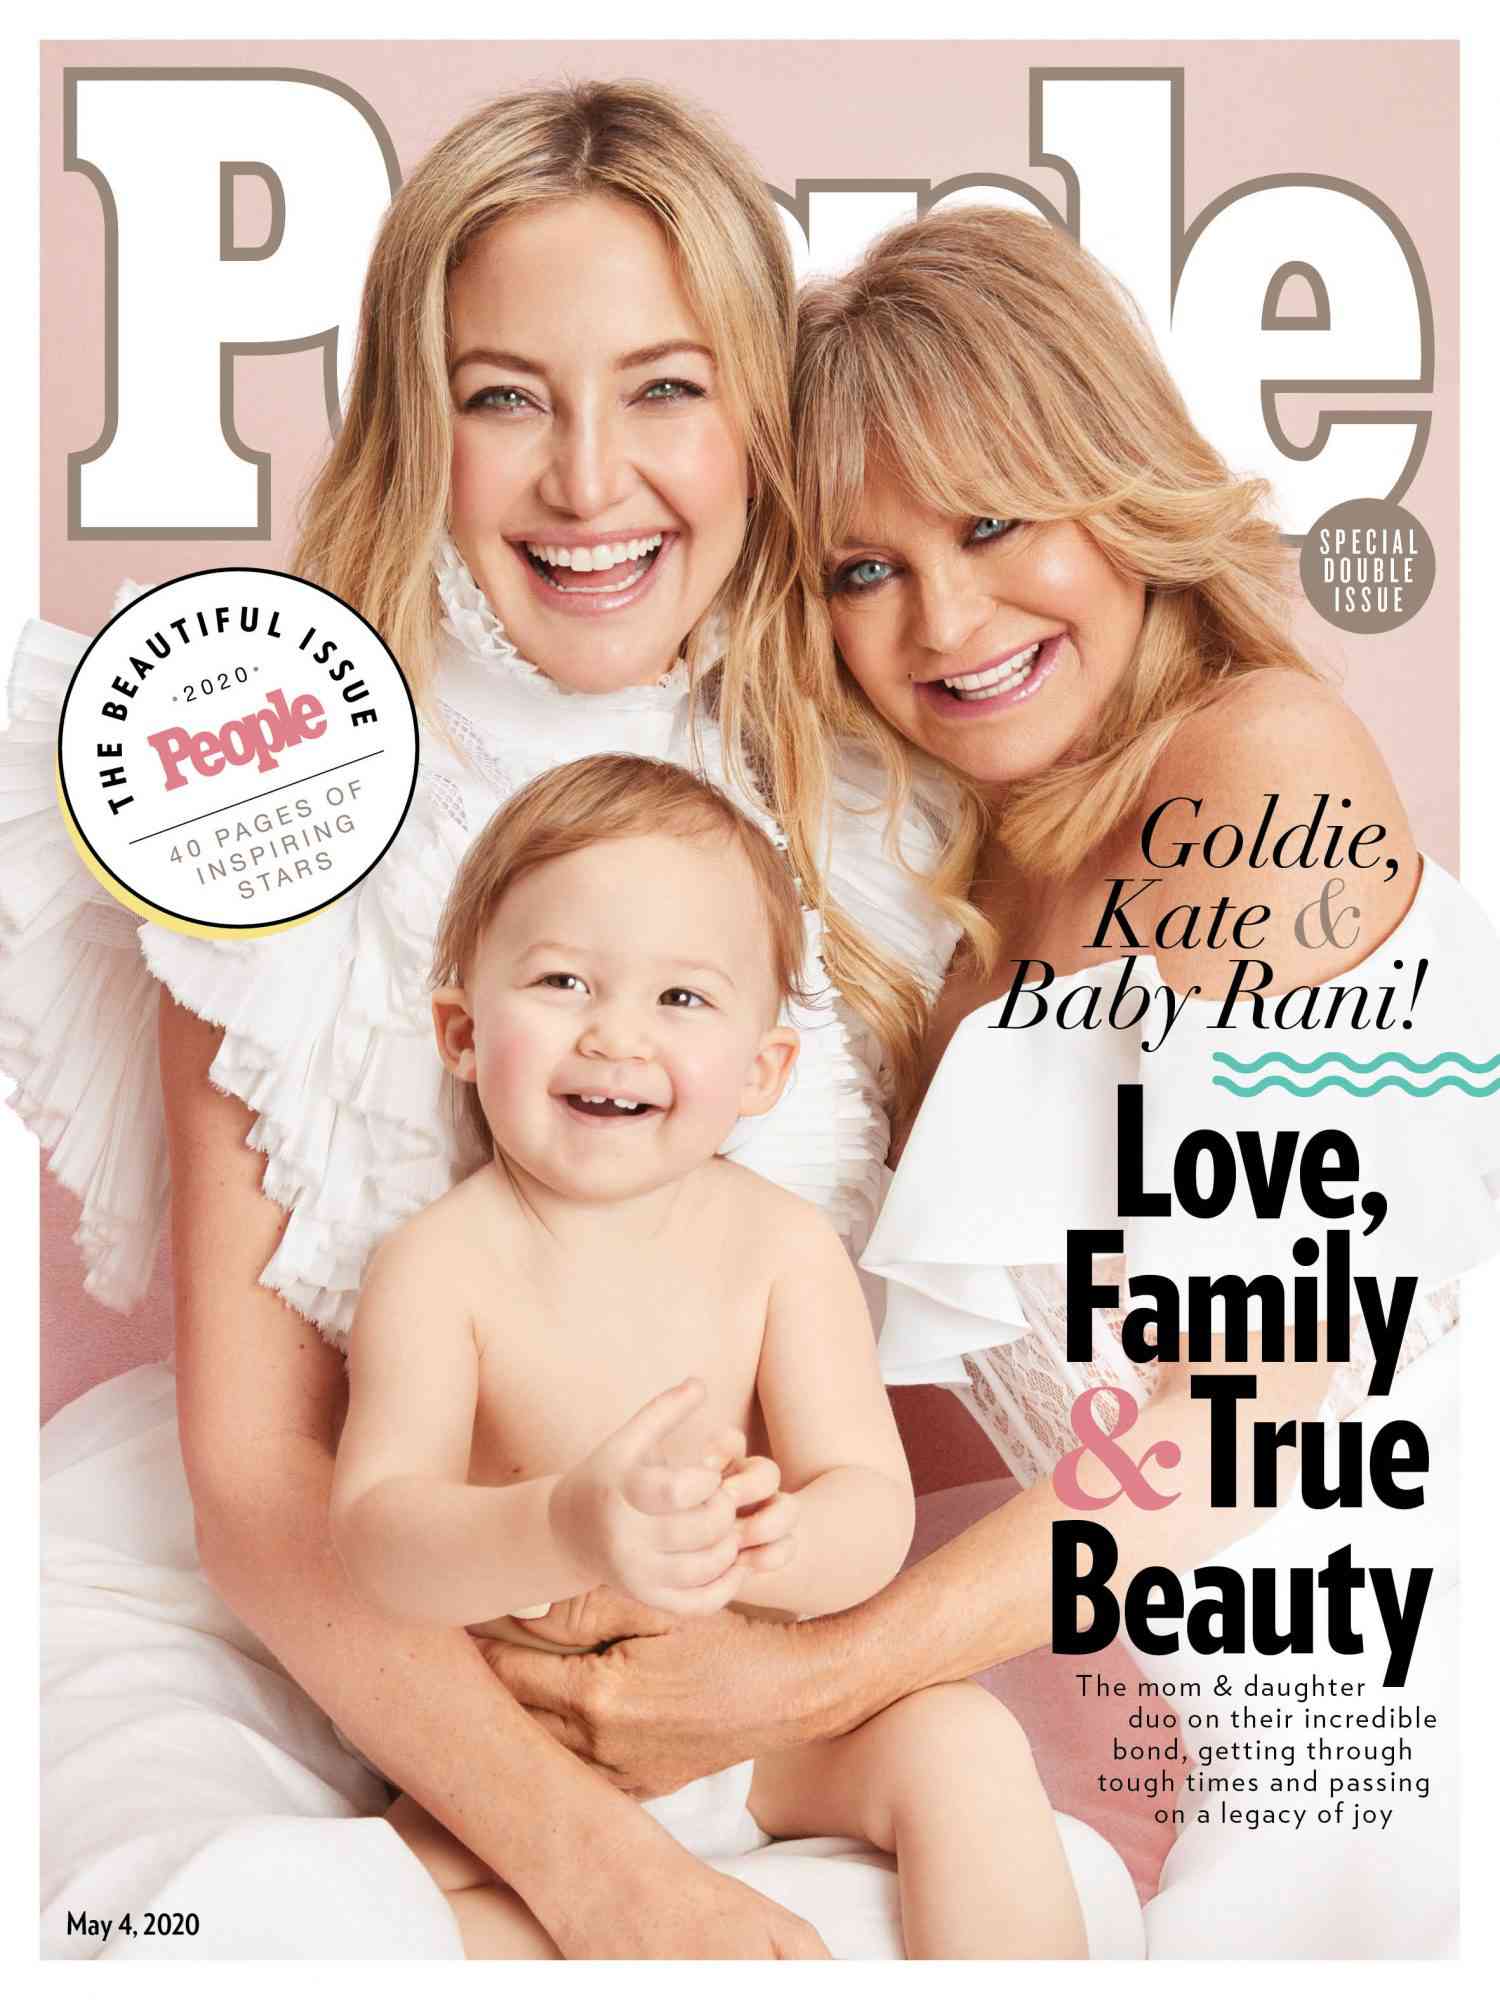 People
SPECIAL
DOUBLE
ISSUE
THE BEAUTIFUL ISSUE
·2020·
People
40 PAGES OF
INSPIRING
STARS
Goldie,
Kate &
Baby Rani!
Love,
Family
& True
Beauty
The mom & daughter
duo on their incredible
bond, getting through
tough times and passing
on a legacy of joy
May 4, 2020